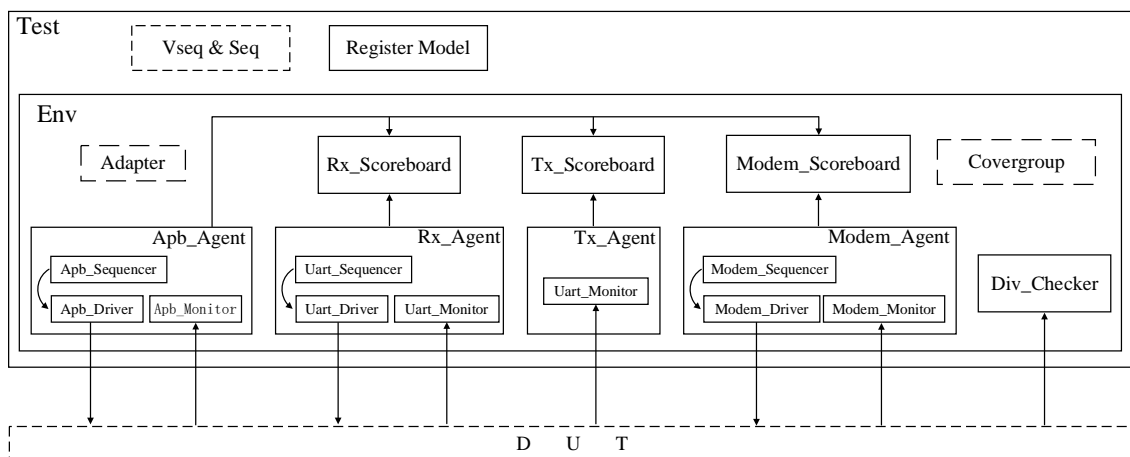 Test
Vseq & Seq
Register Model
Env
Adapter
Rx_Scoreboard
Tx_Scoreboard
Modem_Scoreboard
Covergroup
Apb_Agent
Rx_Agent
Tx_Agent
Modem_Agent
Apb_Sequencer
Uart_Sequencer
Modem_Sequencer
Uart_Monitor
Div_Checker
Apb_Driver
Apb_Monitor
Uart_Driver
Uart_Monitor
Modem_Driver
Modem_Monitor
D U T